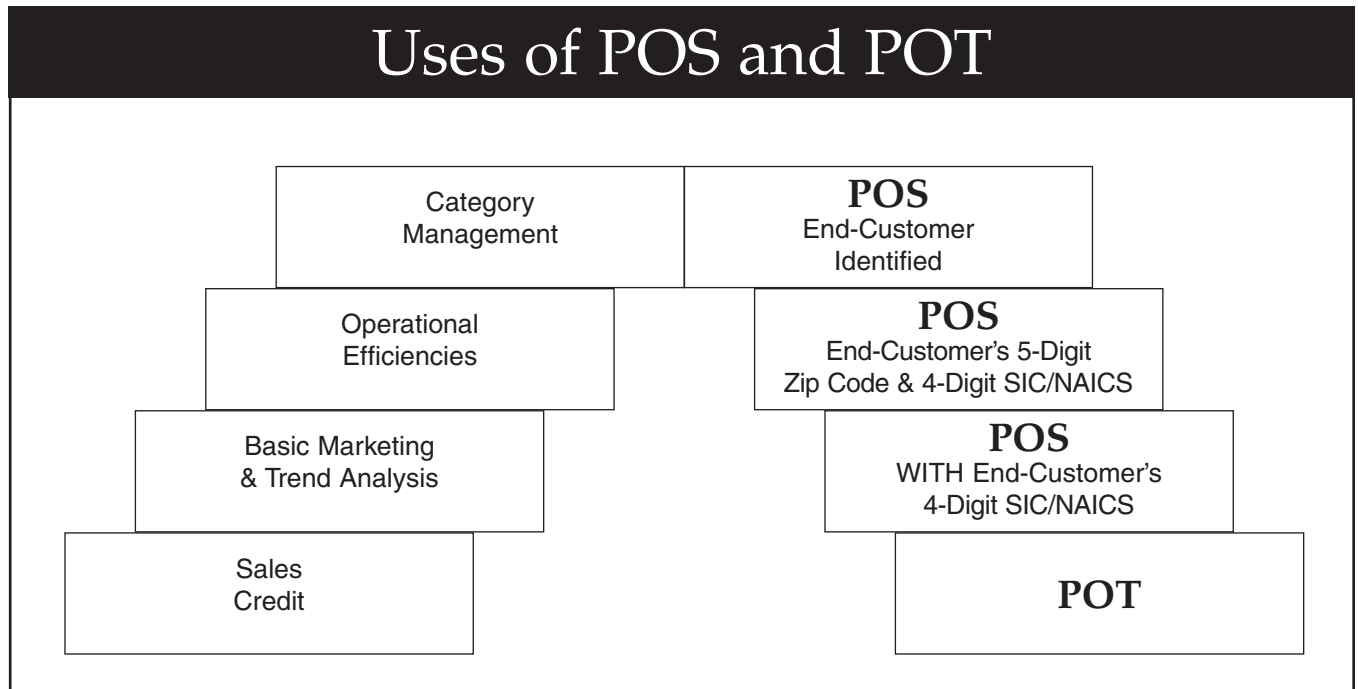 Uses of POS and POT
Category
Management
POS
End-Customer
Identified
Operational
Efficiencies
POS
End-Customer’s 5-Digit
Zip Code & 4-Digit SIC/NAICS
Basic Marketing
& Trend Analysis
POS
WITH End-Customer’s
4-Digit SIC/NAICS
Sales
Credit
POT